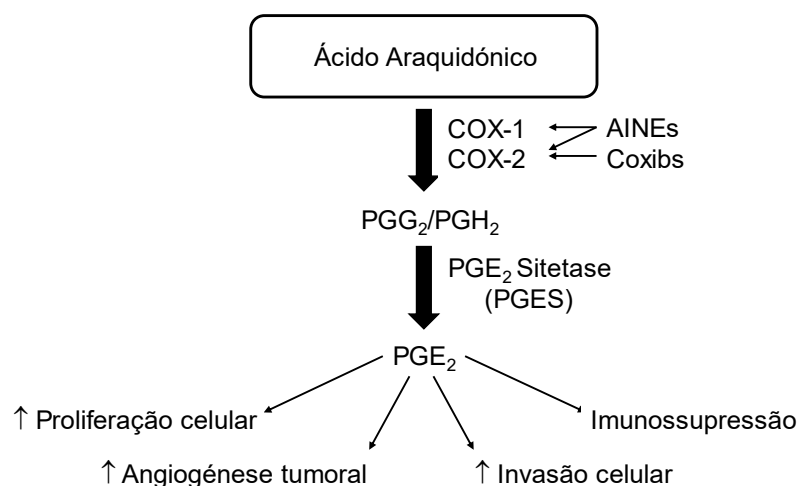 Ácido Araquidónico
COX-1 AINEs
COX-2 Coxibs
PGG₂/PGH₂
PGE₂ Sitetase
(PGES)
PGE₂
↑ Proliferação celular Imunossupressão
↑ Angiogénese tumoral ↑ Invasão celular